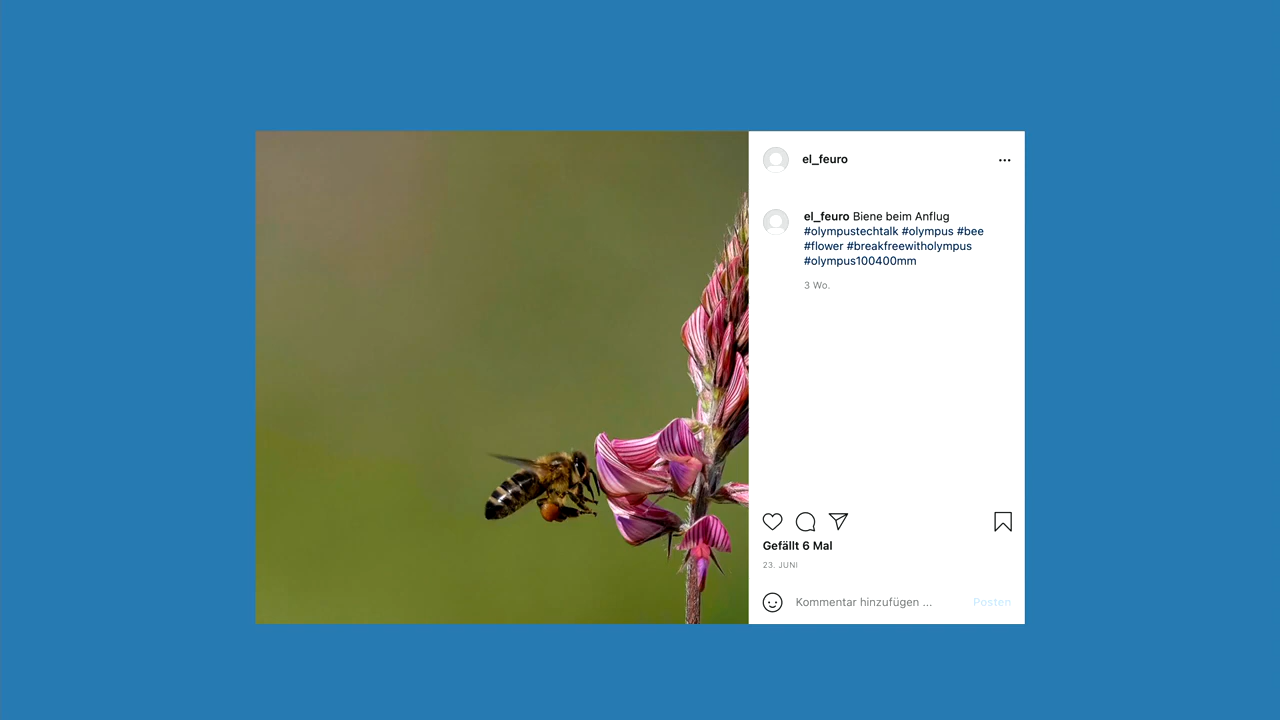 el_feuro
el_feuro Biene beim Anflug
#olympustechtalk #olympus #bee
#flower #breakfreewitholympus
#olympus100400mm
3 Wo.
Gefällt 6 Mal
23. JUNI
Kommentar hinzufügen ... Posten